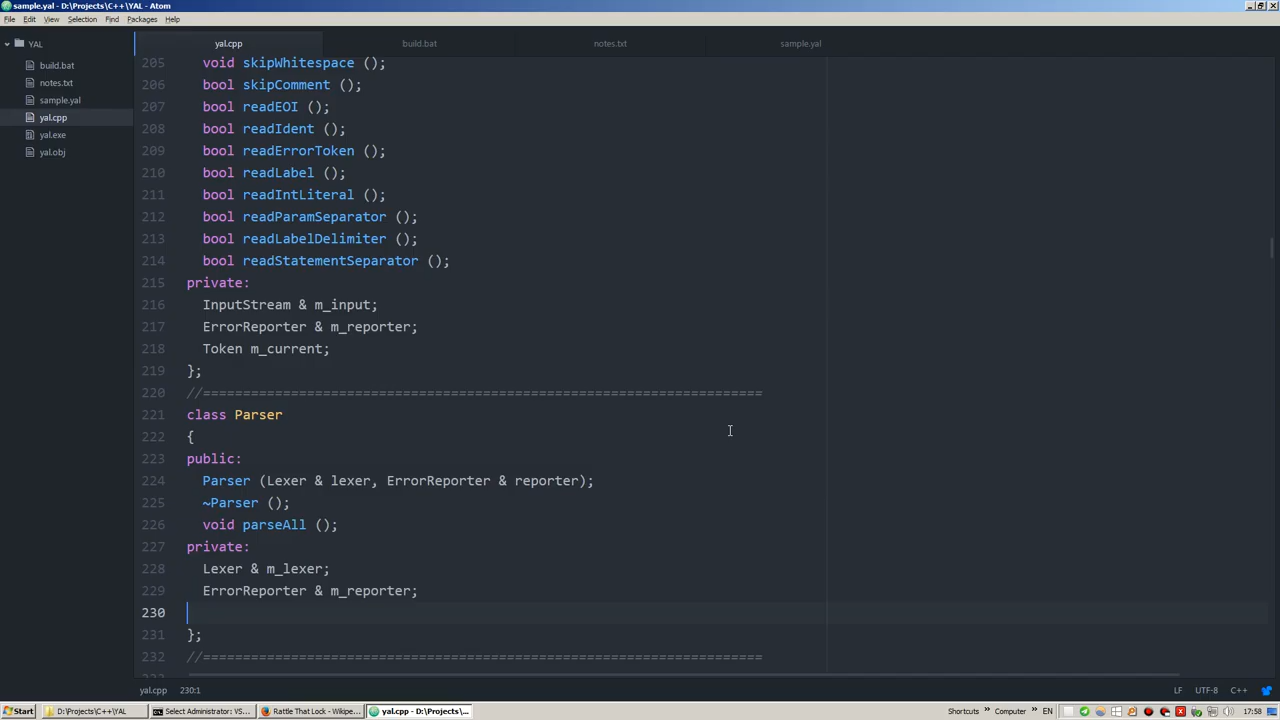 sample.yal - D:\Projects\C++\YAL - Atom
File Edit View Selection Find Packages Help
YAL
build.bat
notes.txt
sample.yal
yal.cpp
yal.exe
yal.obj
yal.cpp build.bat notes.txt sample.yal
205 void skipWhitespace ();
206 bool skipComment ();
207 bool readEOI ();
208 bool readIdent ();
209 bool readErrorToken ();
210 bool readLabel ();
211 bool readIntLiteral ();
212 bool readParamSeparator ();
213 bool readLabelDelimiter ();
214 bool readStatementSeparator ();
215 private:
216 InputStream & m_input;
217 ErrorReporter & m_reporter;
218 Token m_current;
219 };
220 //======================================================================
221 class Parser
222 {
223 public:
224 Parser (Lexer & lexer, ErrorReporter & reporter);
225 ~Parser ();
226 void parseAll ();
227 private:
228 Lexer & m_lexer;
229 ErrorReporter & m_reporter;
230
231 };
232 //======================================================================
yal.cpp 230:1 LF UTF-8 C++
Start D:\Projects\C++\YAL Select Administrator: VS... Rattle That Lock - Wikipe... yal.cpp - D:\Projects\... Shortcuts » Computer » EN 17:58